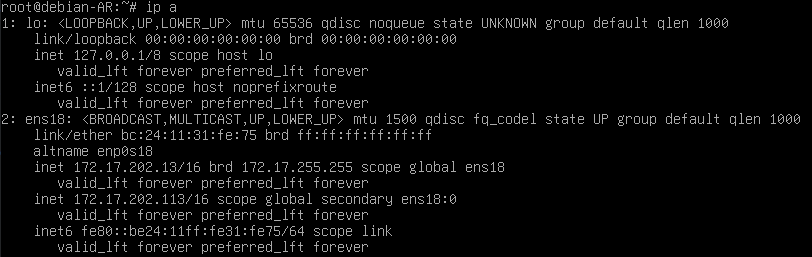 root@debian-AR:~# ip a
1: lo: <LOOPBACK,UP,LOWER_UP> mtu 65536 qdisc noqueue state UNKNOWN group default qlen 1000
    link/loopback 00:00:00:00:00:00 brd 00:00:00:00:00:00
    inet 127.0.0.1/8 scope host lo
       valid_lft forever preferred_lft forever
    inet6 ::1/128 scope host noprefixroute
       valid_lft forever preferred_lft forever
2: ens18: <BROADCAST,MULTICAST,UP,LOWER_UP> mtu 1500 qdisc fq_codel state UP group default qlen 1000
    link/ether bc:24:11:31:fe:75 brd ff:ff:ff:ff:ff:ff
    altname enp0s18
    inet 172.17.202.13/16 brd 172.17.255.255 scope global ens18
       valid_lft forever preferred_lft forever
    inet 172.17.202.113/16 scope global secondary ens18:0
       valid_lft forever preferred_lft forever
    inet6 fe80::be24:11ff:fe31:fe75/64 scope link
       valid_lft forever preferred_lft forever